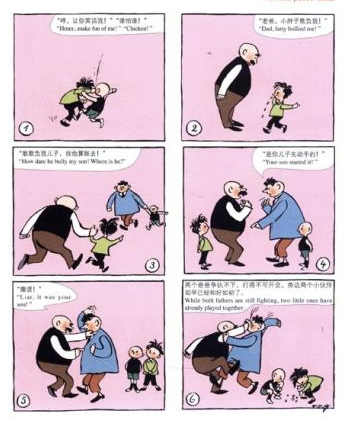 "哼，让你笑话我！" "谁怕谁！"
"Hmm...make fun of me!" "Chicken!"
1
"老爸，小胖子欺负我！"
"Dad, fatty bullied me!"
2
"敢欺负我儿子，找他算账去！"
"How dare he bully my son! Where is he?"
3
"是你儿子先动手的！"
"Your son started it!"
4
"撒谎！"
"Liar, it was your
son!"
5
两个爸爸争执不下，打得不可开交，旁边两个小伙伴
却早已经和好如初了。
While both fathers are still fighting, two little ones have
already played together.
6